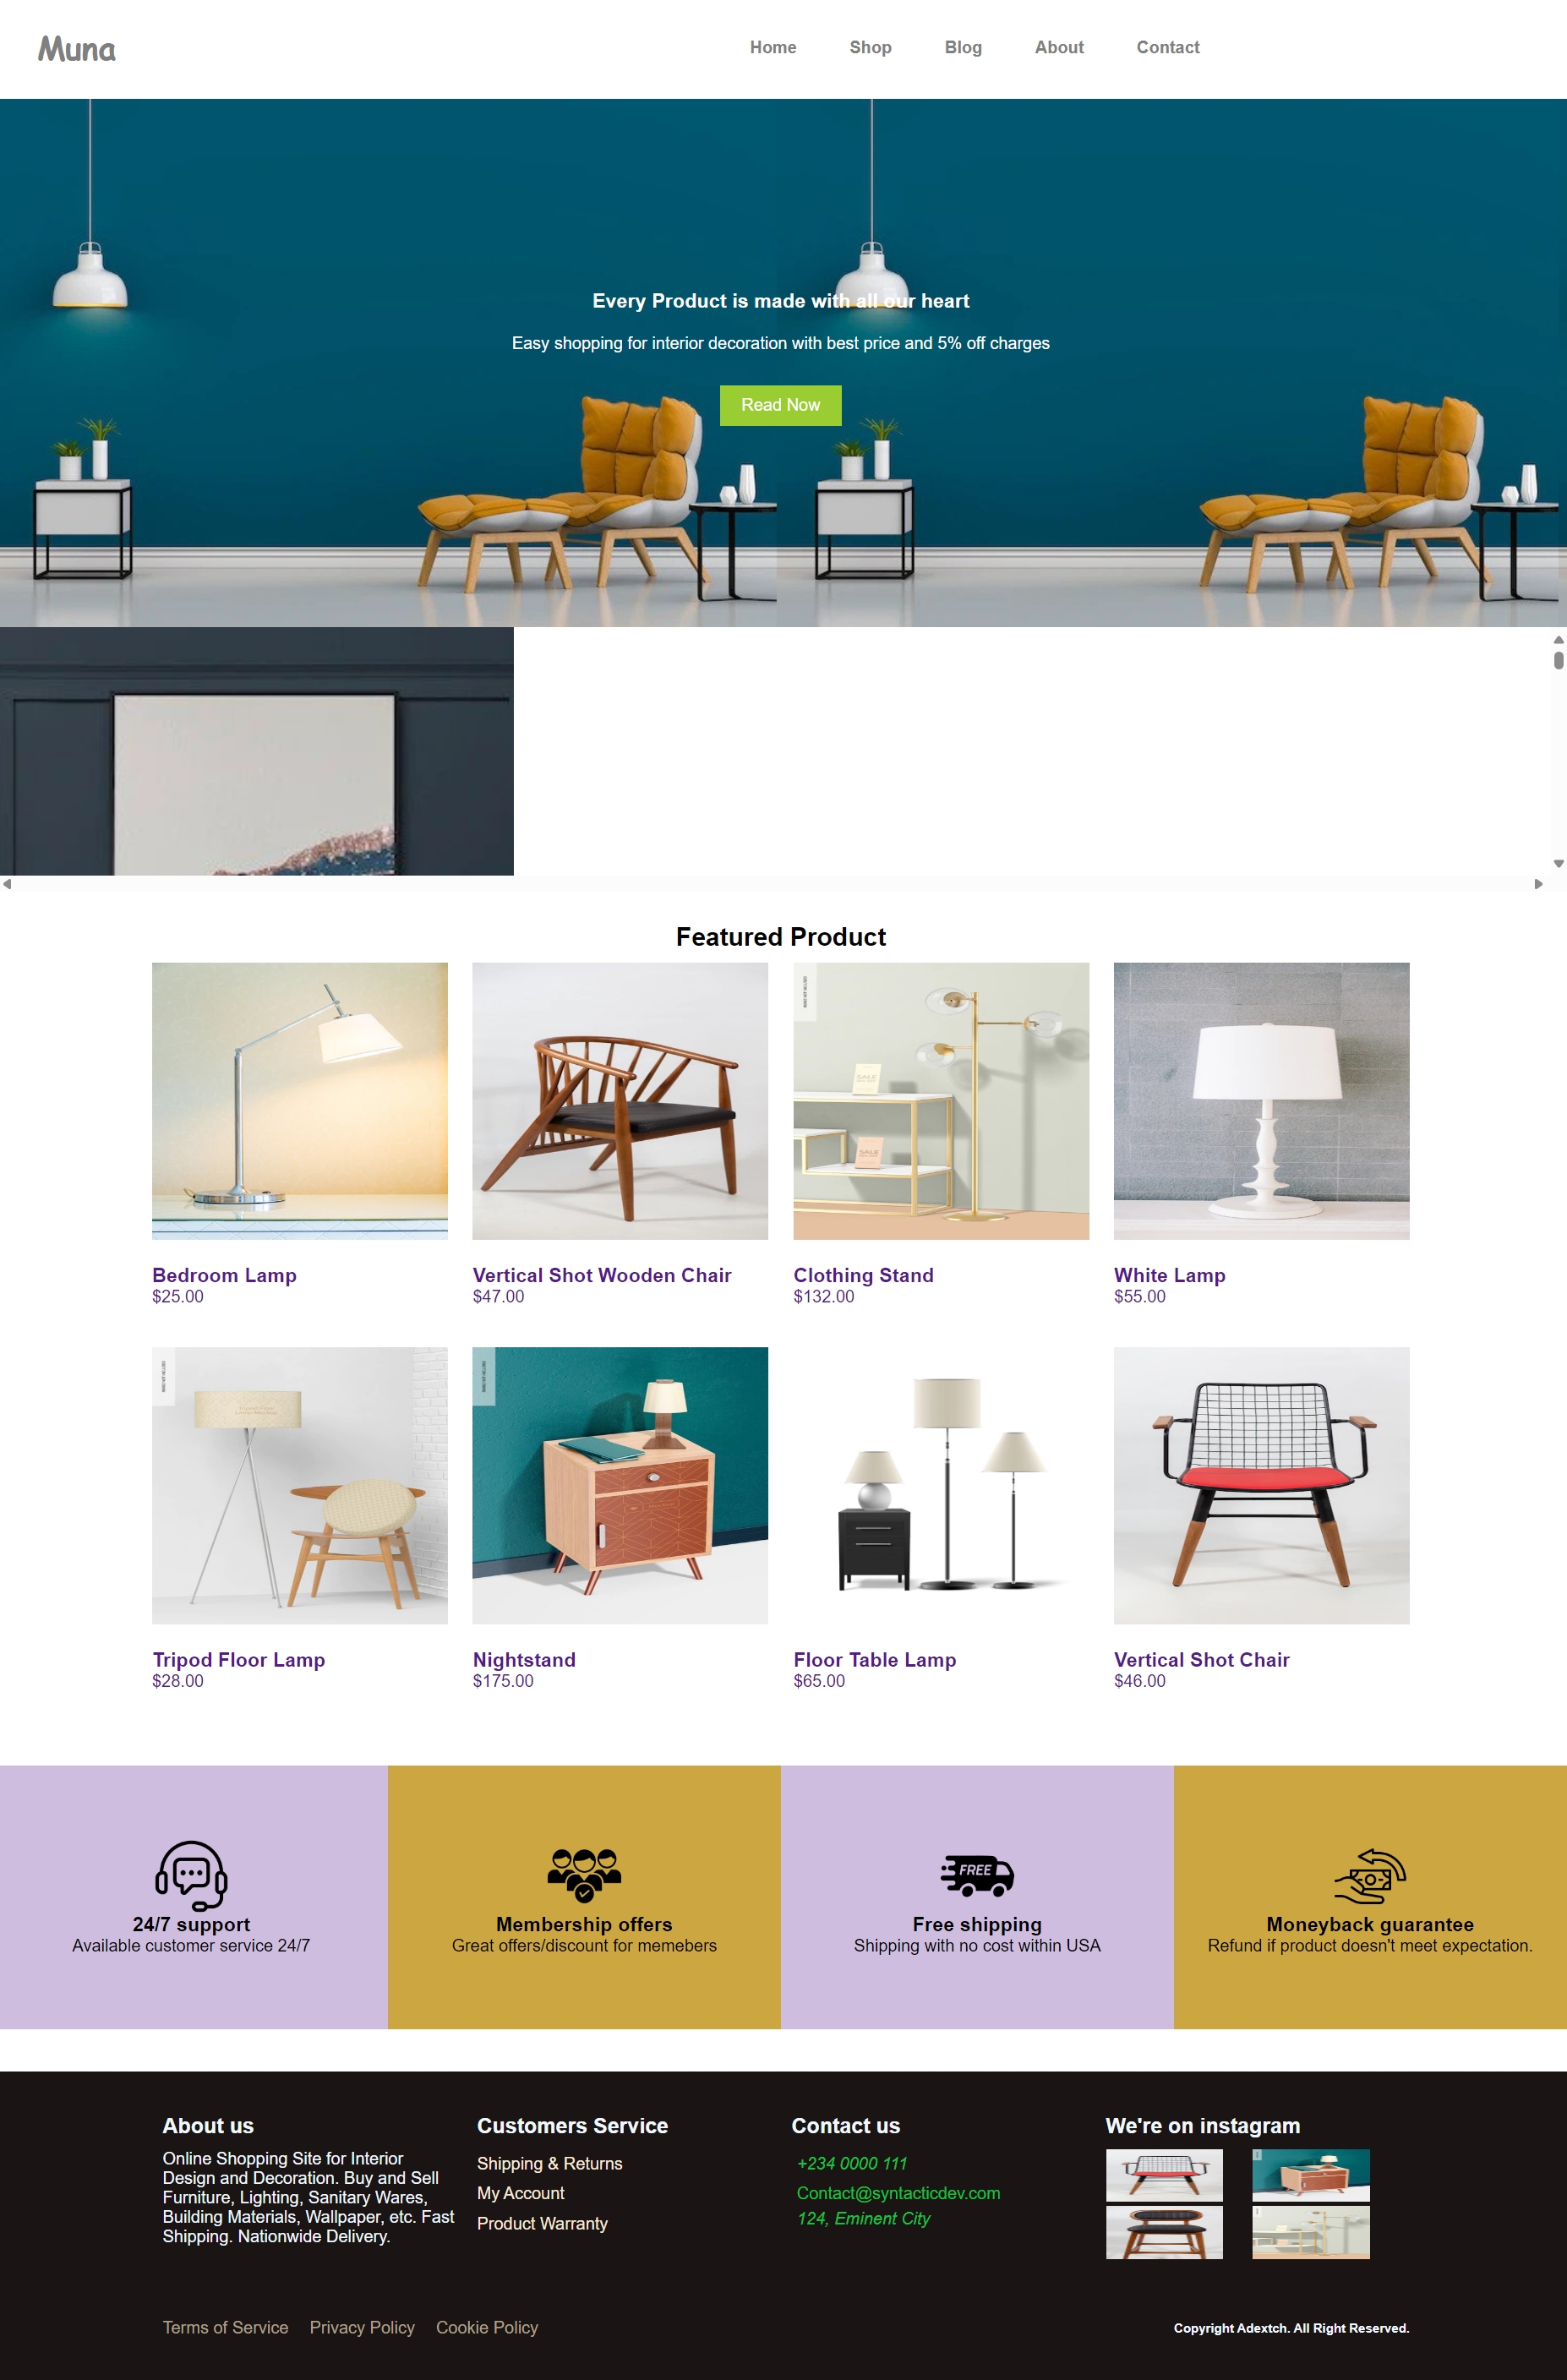 Muna
Home Shop Blog About Contact
Every Product is made with all our heart
Easy shopping for interior decoration with best price and 5% off charges
Read Now
Featured Product
SALE
SALE
Bedroom Lamp
$25.00
Vertical Shot Wooden Chair
$47.00
Clothing Stand
$132.00
White Lamp
$55.00
Tripod Floor Lamp
$28.00
Nightstand
$175.00
Floor Table Lamp
$65.00
Vertical Shot Chair
$46.00
24/7 support
Available customer service 24/7
Membership offers
Great offers/discount for memebers
FREE
Free shipping
Shipping with no cost within USA
Moneyback guarantee
Refund if product doesn't meet expectation.
About us
Online Shopping Site for Interior
Design and Decoration. Buy and Sell
Furniture, Lighting, Sanitary Wares,
Building Materials, Wallpaper, etc. Fast
Shipping. Nationwide Delivery.
Customers Service
Shipping & Returns
My Account
Product Warranty
Contact us
+234 0000 111
Contact@syntacticdev.com
124, Eminent City
We're on instagram
Terms of Service Privacy Policy Cookie Policy
Copyright Adextch. All Right Reserved.